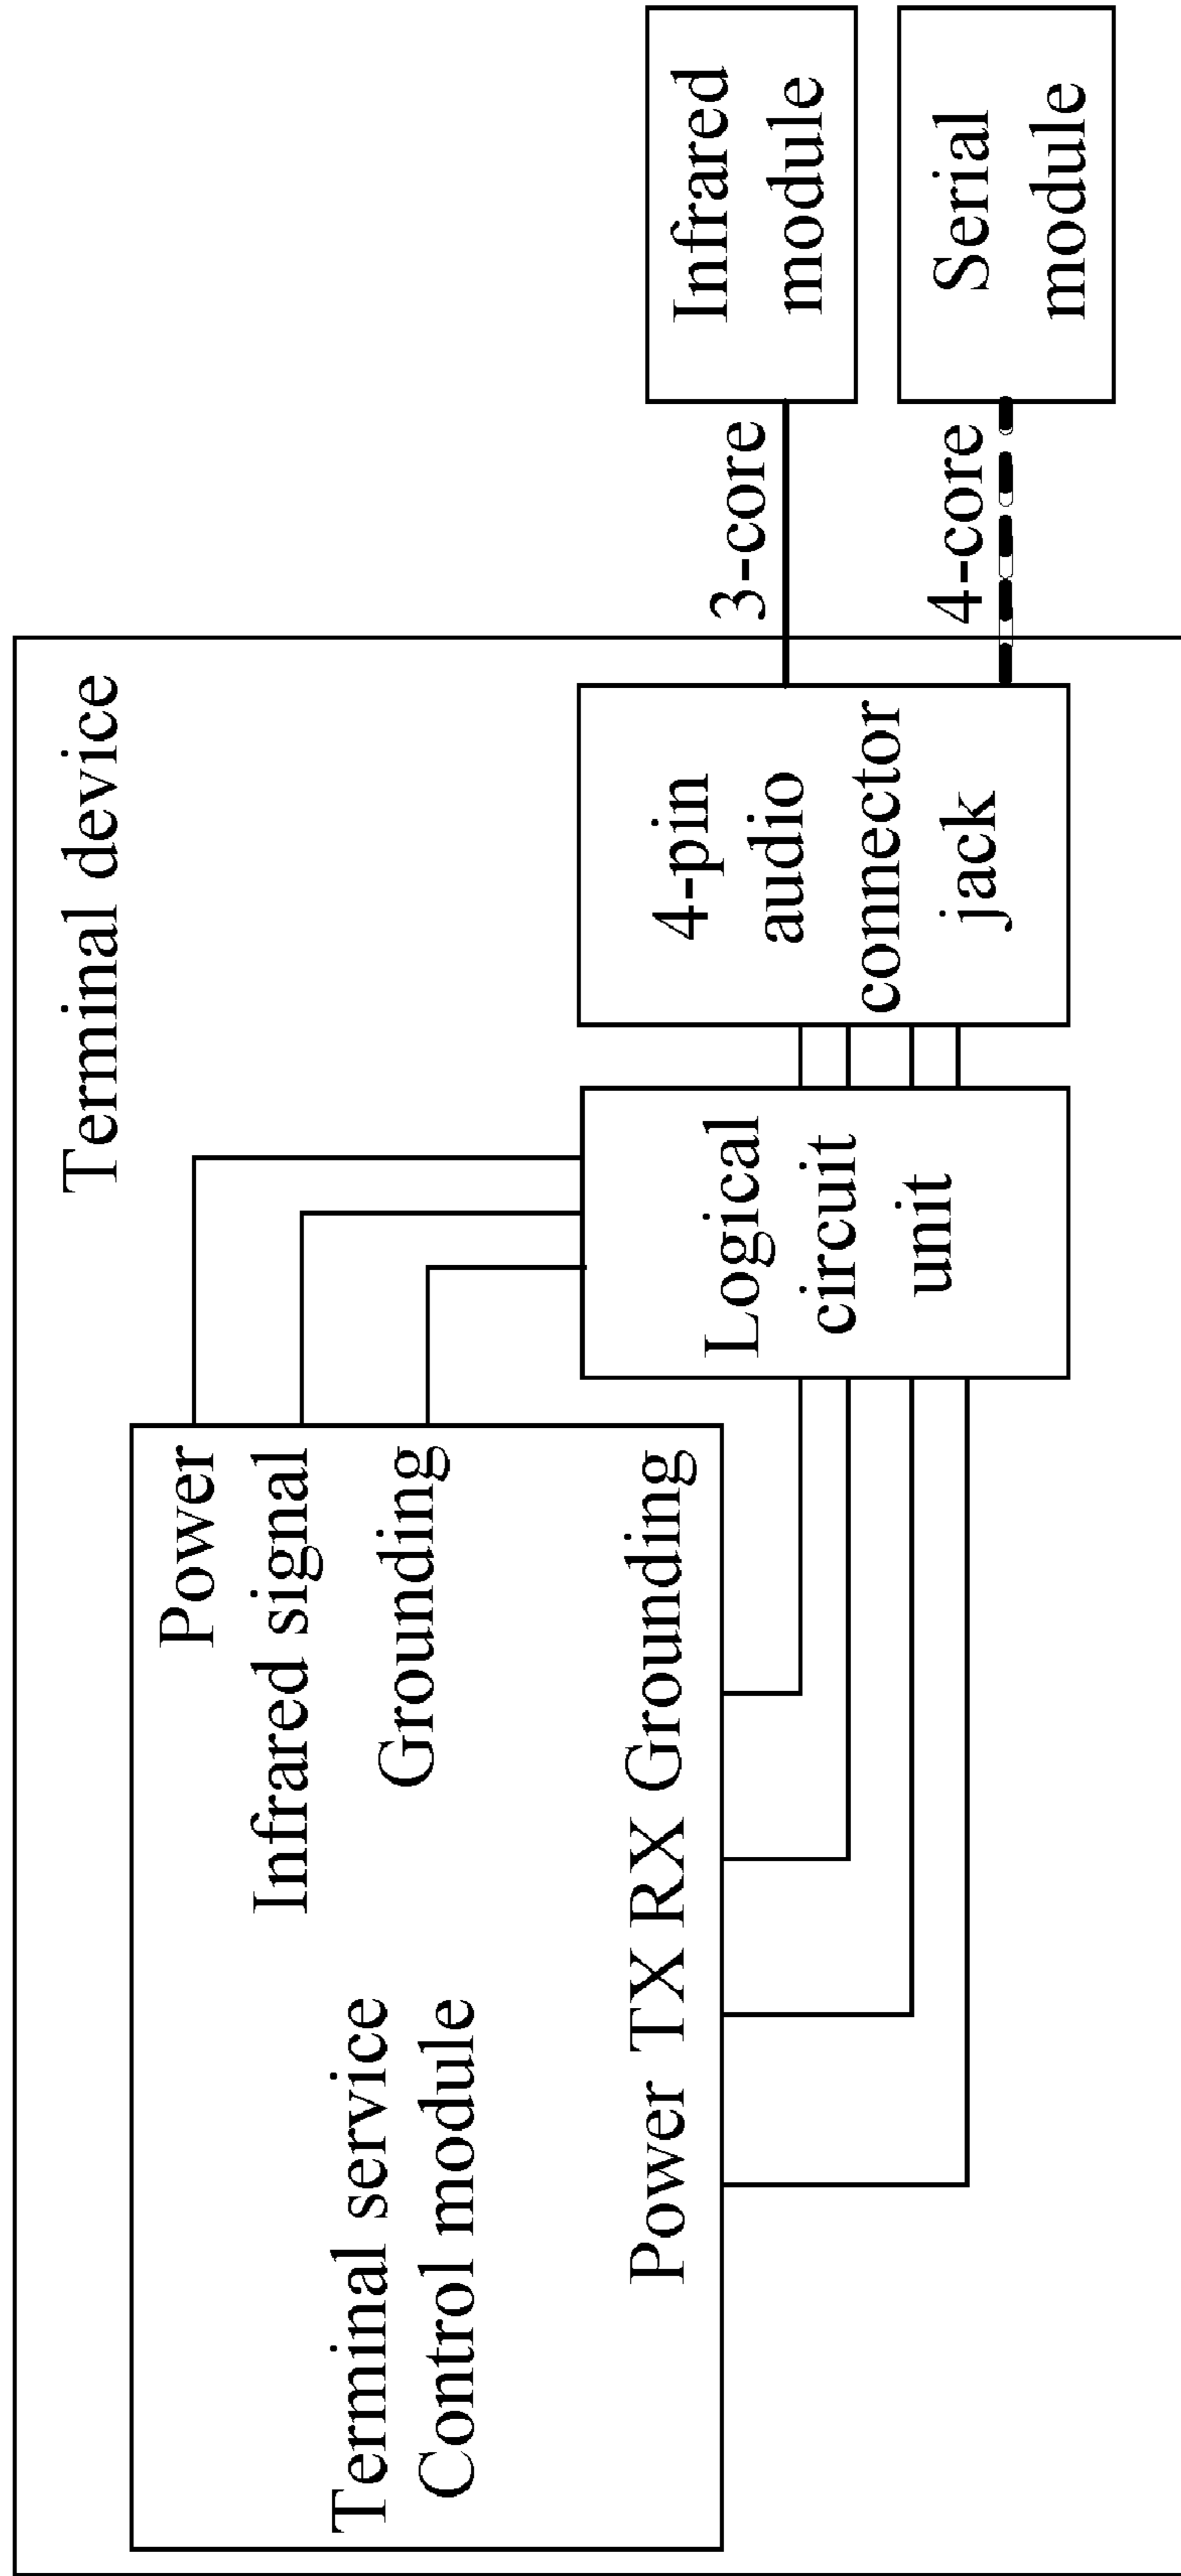 Terminal device
Power
Infrared signal
Grounding
Terminal service
Control module
Power TX RX Grounding
Logical
circuit
unit
4-pin
audio
connector
jack
3-core
4-core
Infrared
module
Serial
module